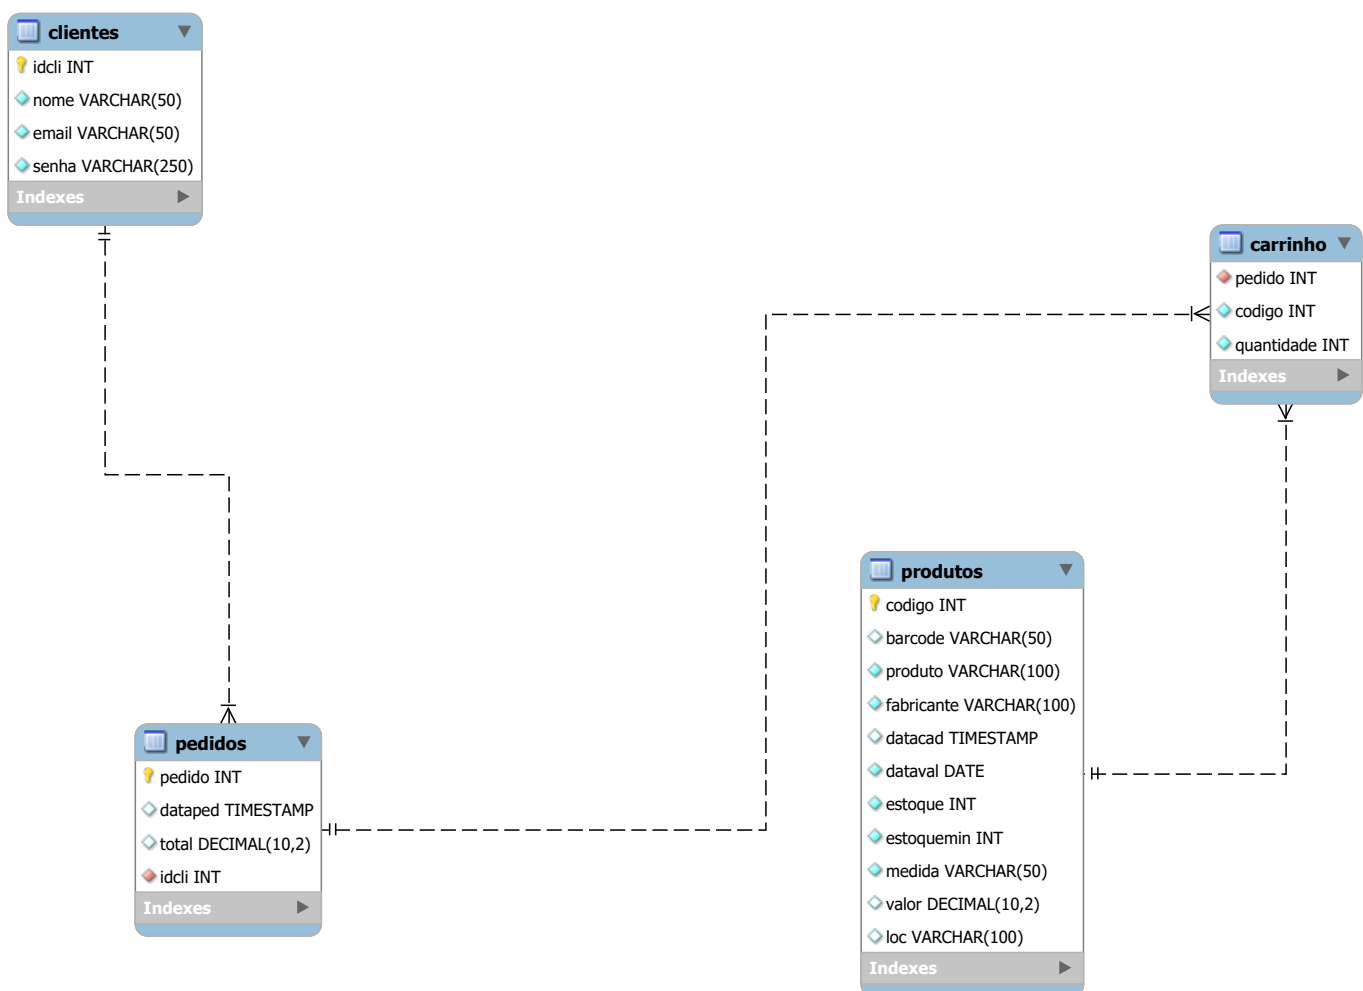 clientes
idcli INT
nome VARCHAR(50)
email VARCHAR(50)
senha VARCHAR(250)
Indexes
carrinho
pedido INT
codigo INT
quantidade INT
Indexes
produtos
codigo INT
barcode VARCHAR(50)
produto VARCHAR(100)
fabricante VARCHAR(100)
datacad TIMESTAMP
dataval DATE
estoque INT
estoquemin INT
medida VARCHAR(50)
valor DECIMAL(10,2)
loc VARCHAR(100)
Indexes
pedidos
pedido INT
dataped TIMESTAMP
total DECIMAL(10,2)
idcli INT
Indexes